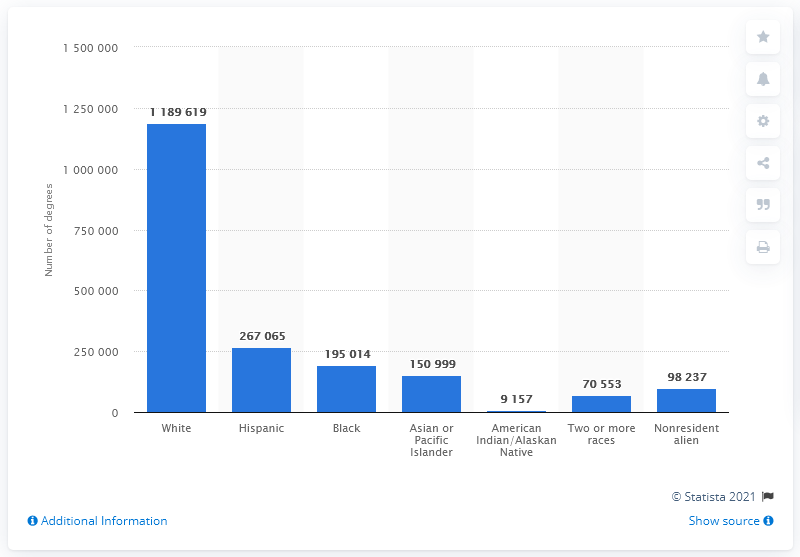 1 500 000
1 250 000
1 000 000
750 000
500 000
250 000
0
Number of degrees
1 189 619
267 065
195 014
150 999
9 157
70 553
98 237
White
Hispanic
Black
Asian or
Pacific
Islander
American
Indian/Alaskan
Native
Two or more
races
Nonresident
alien
© Statista 2021
Additional Information
Show source